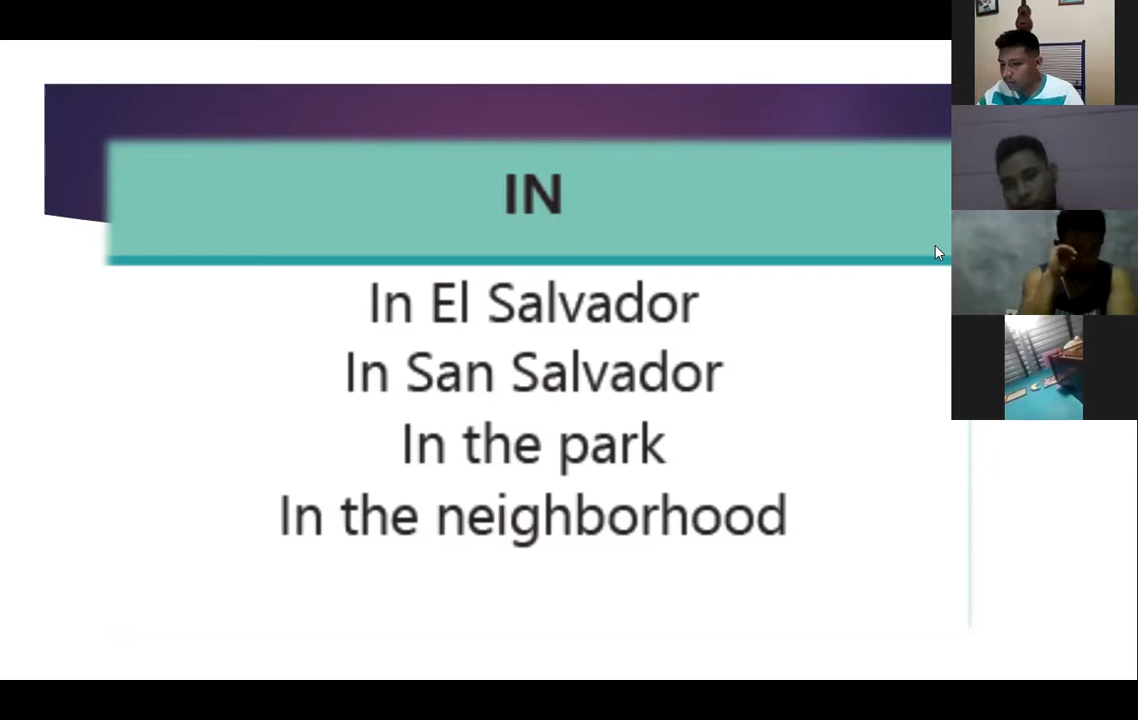 IN
In El Salvador
In San Salvador
In the park
In the neighborhood